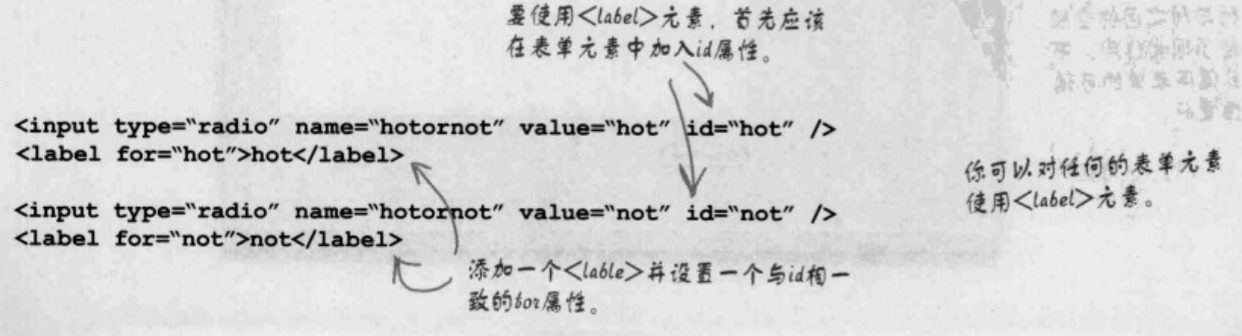 要使用<label>元素，首先应该
在表单元素中加入id属性。
<input type="radio" name="hotornot" value="hot" id="hot" />
<label for="hot">hot</label>
<input type="radio" name="hotornot" value="not" id="not" />
<label for="not">not</label>
你可以对任何的表单元素
使用<label>元素。
添加一个<lable>并设置一个与id相一
致的for属性。